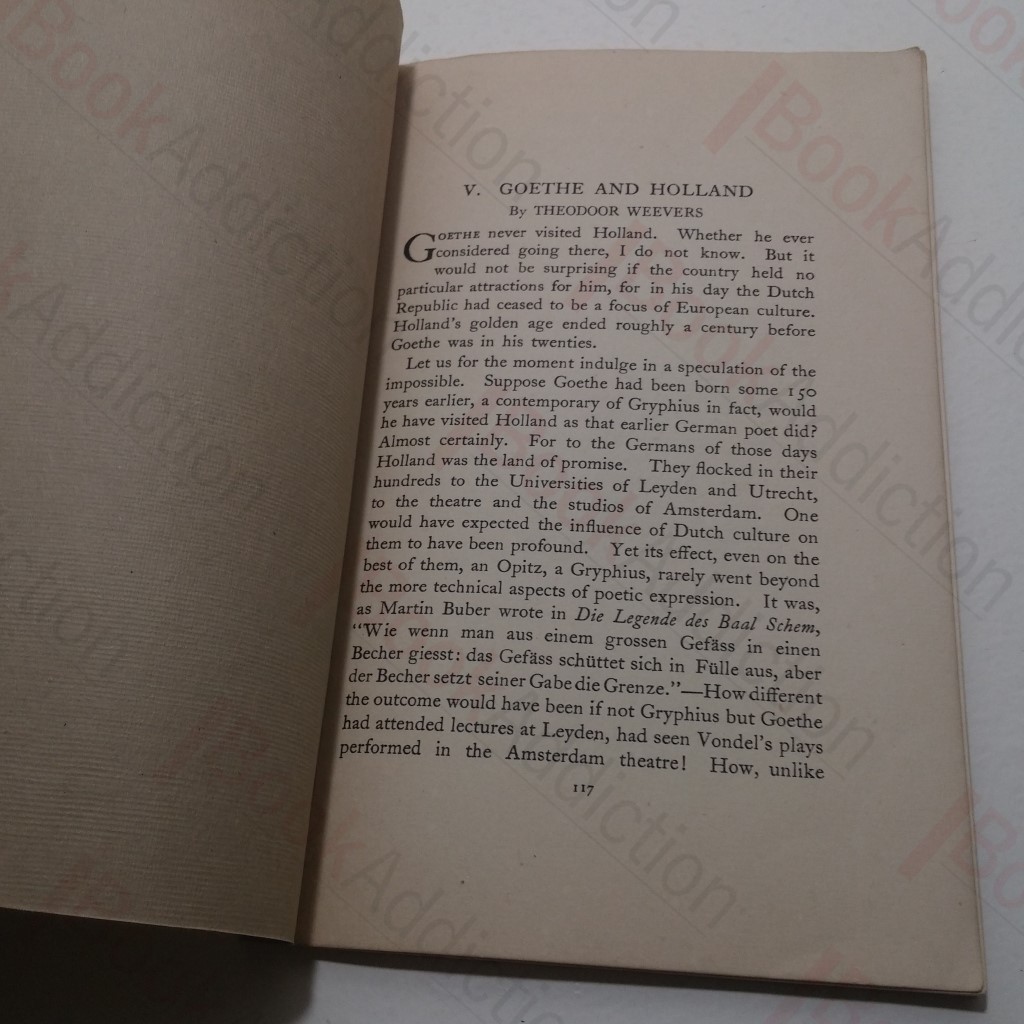 V. GOETHE AND HOLLAND
By THEODOOR WEEVERS
GOETHE never visited Holland. Whether he ever
considered going there, I do not know. But it
would not be surprising if the country held no
particular attractions for him, for in his day the Dutch
Republic had ceased to be a focus of European culture.
Holland's golden age ended roughly a century before
Goethe was in his twenties.
Let us for the moment indulge in a speculation of the
impossible. Suppose Goethe had been born some 150
years earlier, a contemporary of Gryphius in fact, would
he have visited Holland as that earlier German poet did?
Almost certainly. For to the Germans of those days
Holland was the land of promise. They flocked in their
hundreds to the Universities of Leyden and Utrecht,
to the theatre and the studios of Amsterdam. One
would have expected the influence of Dutch culture on
them to have been profound. Yet its effect, even on the
best of them, an Opitz, a Gryphius, rarely went beyond
the more technical aspects of poetic expression. It was,
as Martin Buber wrote in Die Legende des Baal Schem,
"Wie wenn man aus einem grossen Gefäss in einen
Becher giesst: das Gefäss schüttet sich in Fülle aus, aber
der Becher setzt seiner Gabe die Grenze."—How different
the outcome would have been if not Gryphius but Goethe
had attended lectures at Leyden, had seen Vondel's plays
performed in the Amsterdam theatre! How, unlike
117
BookAddiction